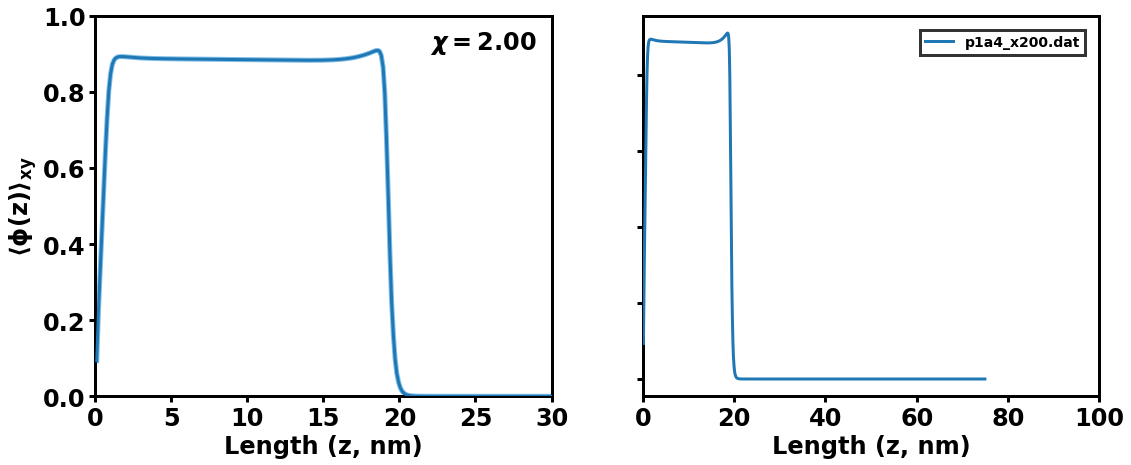 1.0
0.8
0.6
0.4
0.2
0.0
⟨ϕ(z)⟩xy
χ = 2.00
0 5 10 15 20 25 30
Length (z, nm)
p1a4_x200.dat
0 20 40 60 80 100
Length (z, nm)